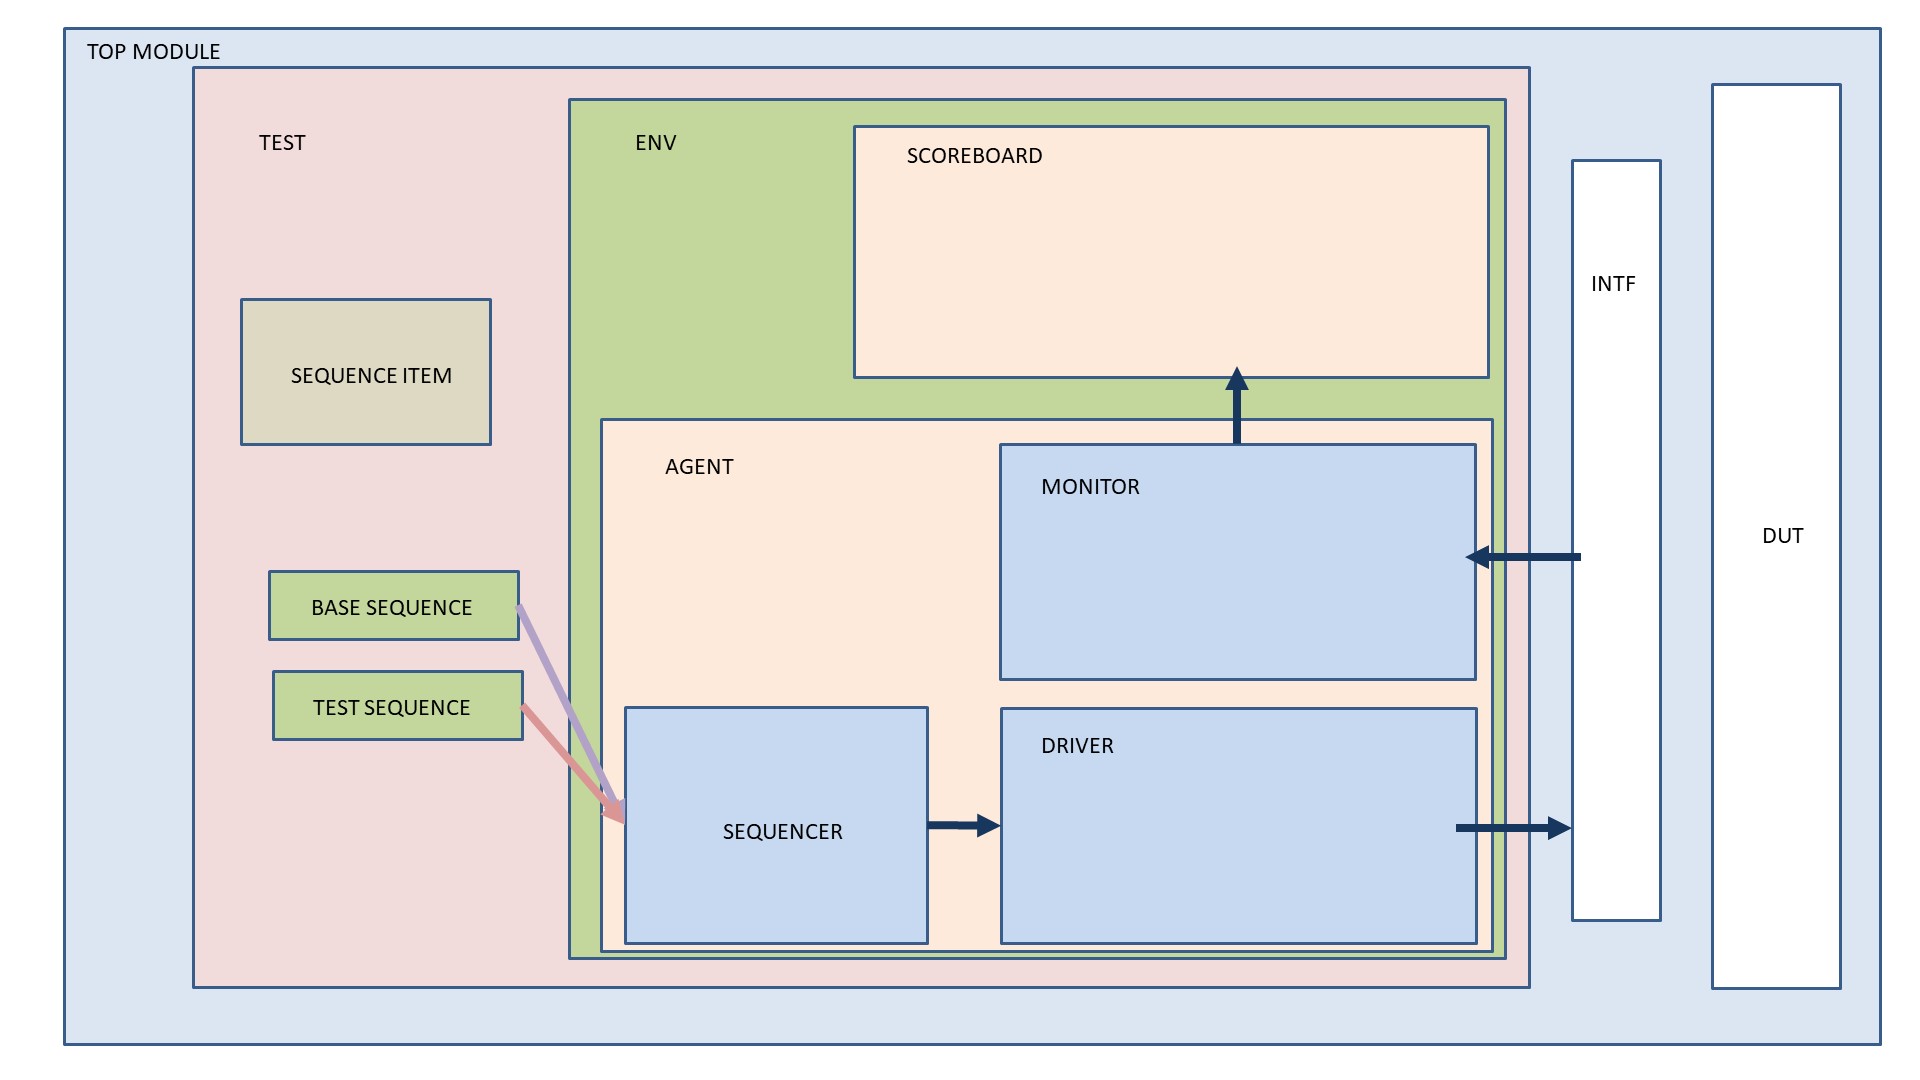 TOP MODULE
TEST
ENV
SCOREBOARD
INTF
SEQUENCE ITEM
AGENT
MONITOR
DUT
BASE SEQUENCE
TEST SEQUENCE
DRIVER
SEQUENCER